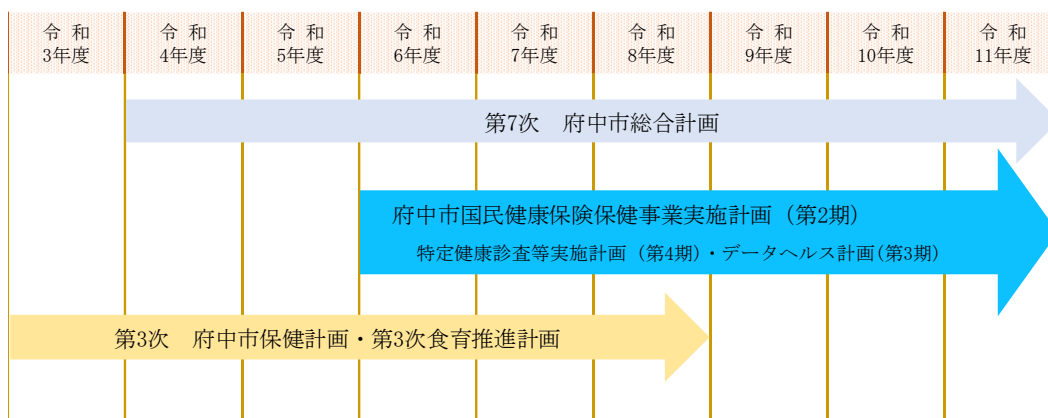 令和 令和 令和 令和 令和 令和 令和 令和 令和
3年度 4年度 5年度 6年度 7年度 8年度 9年度 10年度 11年度
第7次　府中市総合計画
府中市国民健康保険保健事業実施計画（第2期）
特定健康診査等実施計画（第4期）・データヘルス計画(第3期)
第3次　府中市保健計画・第3次食育推進計画